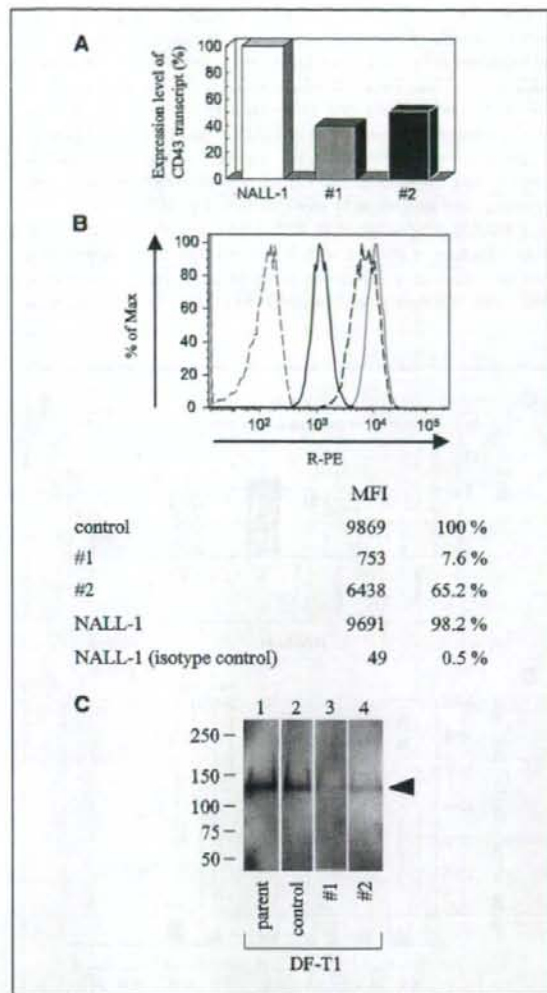 A
Expression level of
CD43 transcript (%)
100
80
60
40
20
0
NALL-1 #1 #2
B
% of Max
100
80
60
40
20
0
10² 10³ 10⁴ 10⁵
R-PE
MFI
control 9869 100 %
#1 753 7.6 %
#2 6438 65.2 %
NALL-1 9691 98.2 %
NALL-1 (isotype control) 49 0.5 %
C
1 2 3 4
250
150
100
75
50
parent control #1 #2
DF-T1